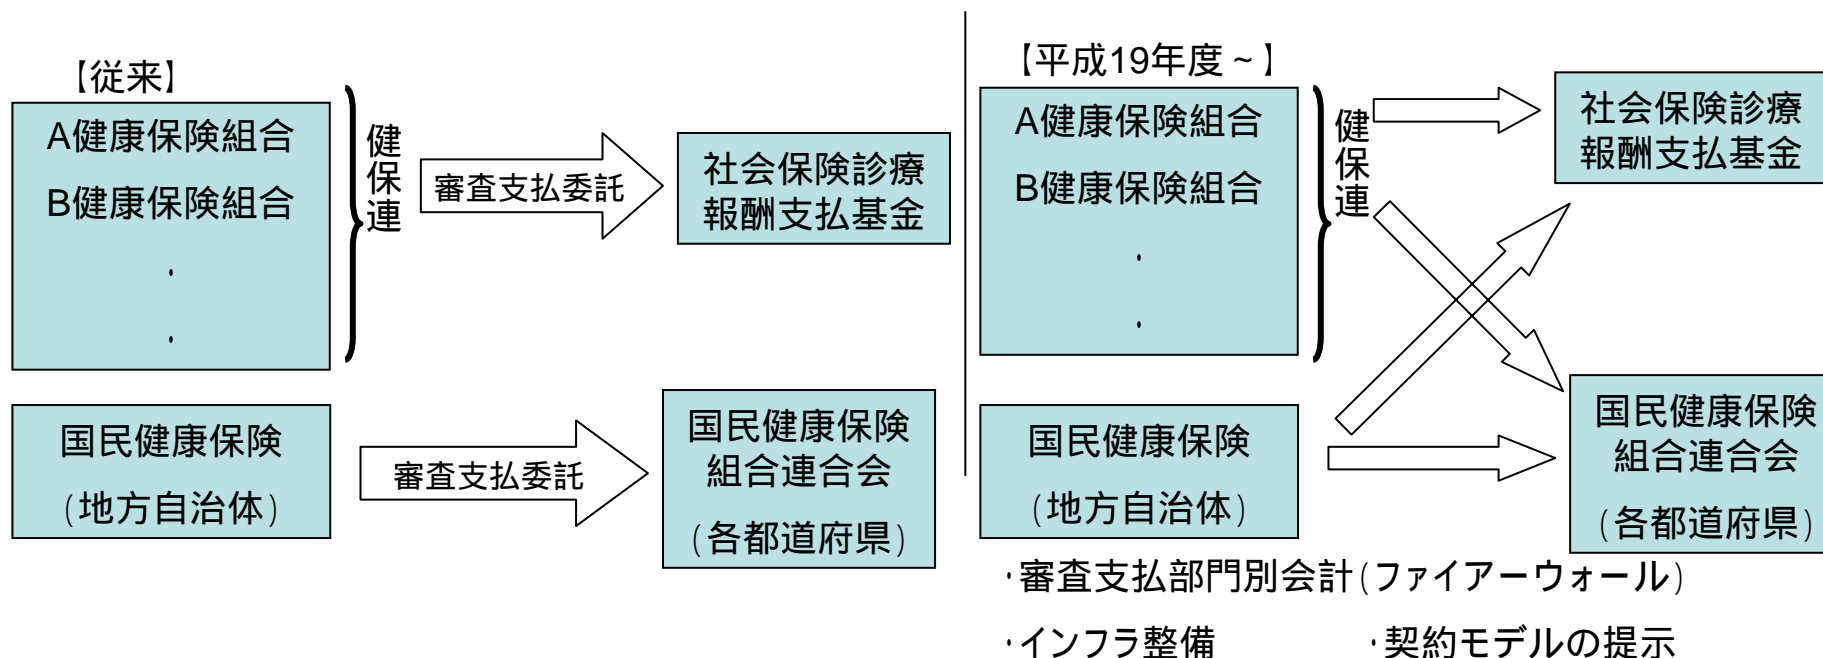 【従来】
A健康保険組合
B健康保険組合
・
・
健保連
審査支払委託
社会保険診療
報酬支払基金
国民健康保険
(地方自治体)
審査支払委託
国民健康保険
組合連合会
(各都道府県)
【平成19年度~】
A健康保険組合
B健康保険組合
・
・
健保連
社会保険診療
報酬支払基金
国民健康保険
(地方自治体)
国民健康保険
組合連合会
(各都道府県)
・審査支払部門別会計(ファイアーウォール)
・インフラ整備 ・契約モデルの提示